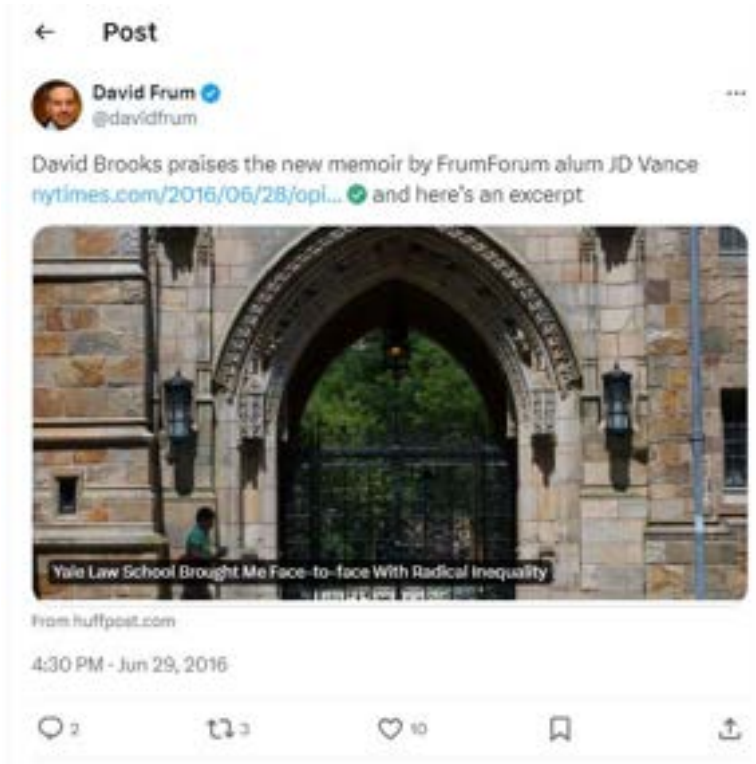 Post
David Frum
@davidfrum
David Brooks praises the new memoir by FrumForum alum JD Vance
nytimes.com/2016/06/28/opi... and here's an excerpt
Yale Law School Brought Me Face-to-face With Radical Inequality
From huffpost.com
4:30 PM - Jun 29, 2016
2 3 10